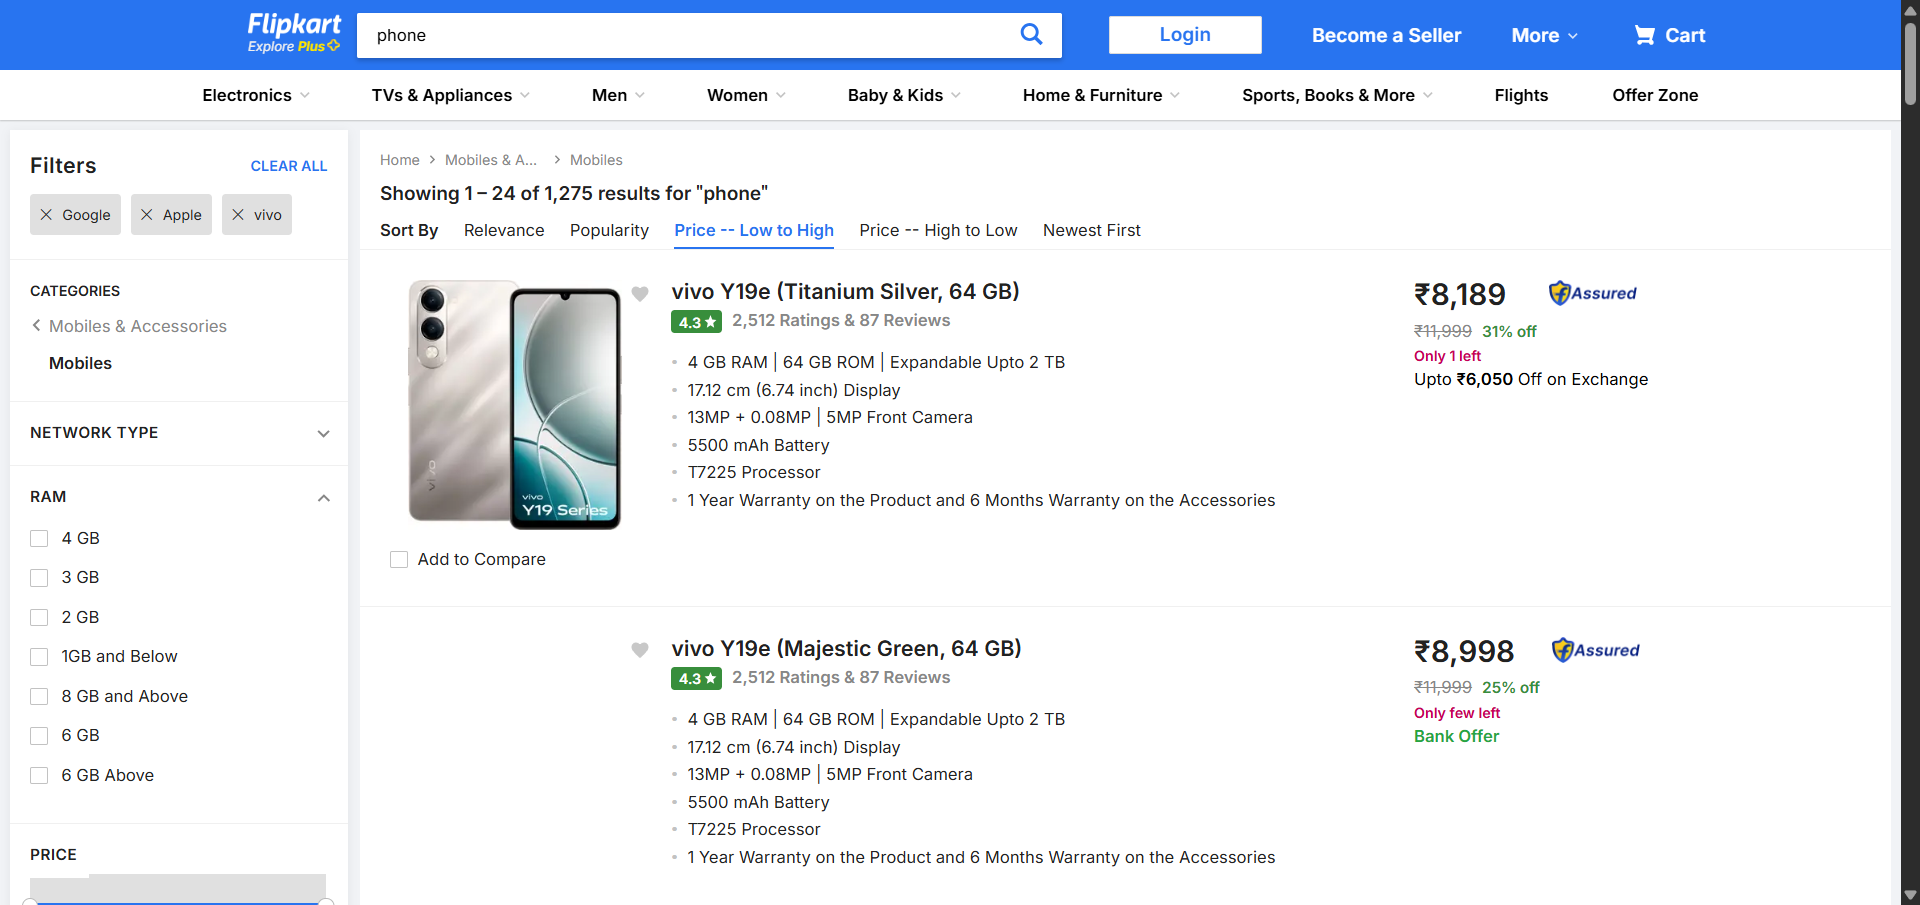 Flipkart
Explore Plus
phone
Login
Become a Seller
More
Cart
Electronics
TVs & Appliances
Men
Women
Baby & Kids
Home & Furniture
Sports, Books & More
Flights
Offer Zone
Filters
CLEAR ALL
Google
Apple
vivo
CATEGORIES
Mobiles & Accessories
Mobiles
NETWORK TYPE
RAM
4 GB
3 GB
2 GB
1GB and Below
8 GB and Above
6 GB
6 GB Above
PRICE
Home
Mobiles & A...
Mobiles
Showing 1 – 24 of 1,275 results for "phone"
Sort By
Relevance
Popularity
Price -- Low to High
Price -- High to Low
Newest First
vivo
vivo
Y19 Series
Add to Compare
vivo Y19e (Titanium Silver, 64 GB)
4.3★
2,512 Ratings & 87 Reviews
4 GB RAM | 64 GB ROM | Expandable Upto 2 TB
17.12 cm (6.74 inch) Display
13MP + 0.08MP | 5MP Front Camera
5500 mAh Battery
T7225 Processor
1 Year Warranty on the Product and 6 Months Warranty on the Accessories
₹8,189
f Assured
₹11,999 31% off
Only 1 left
Upto ₹6,050 Off on Exchange
vivo Y19e (Majestic Green, 64 GB)
4.3★
2,512 Ratings & 87 Reviews
4 GB RAM | 64 GB ROM | Expandable Upto 2 TB
17.12 cm (6.74 inch) Display
13MP + 0.08MP | 5MP Front Camera
5500 mAh Battery
T7225 Processor
1 Year Warranty on the Product and 6 Months Warranty on the Accessories
₹8,998
f Assured
₹11,999 25% off
Only few left
Bank Offer